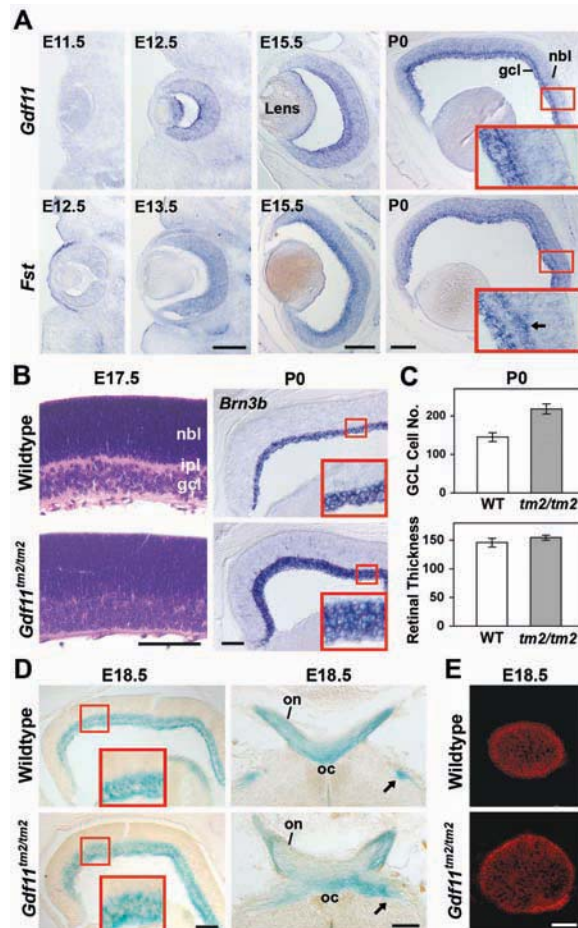 A
E11.5 E12.5 E15.5 P0
Gdf11
Lens
gcl
nbl
E12.5 E13.5 E15.5 P0
Fst
B
E17.5 P0
Wildtype
nbl
ipl
gcl
Brn3b
Gdf11tm2/tm2
C
P0
GCL Cell No.
200
100
0
WT tm2/tm2
Retinal Thickness
150
100
50
0
WT tm2/tm2
D
E18.5 E18.5
Wildtype
on
oc
Gdf11tm2/tm2
on
oc
E
E18.5
Wildtype
Gdf11tm2/tm2